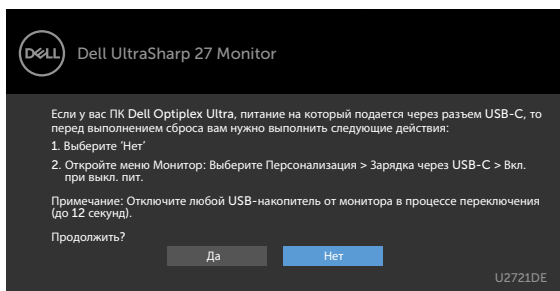 DELL
Dell UltraSharp 27 Monitor
Если у вас ПК Dell Optiplex Ultra, питание на который подается через разъем USB-C, то
перед выполнением сброса вам нужно выполнить следующие действия:
1. Выберите ‘Нет’
2. Откройте меню Монитор: Выберите Персонализация > Зарядка через USB-C > Вкл.
при выкл. пит.
Примечание: Отключите любой USB-накопитель от монитора в процессе переключения
(до 12 секунд).
Продолжить?
Да
Нет
U2721DE